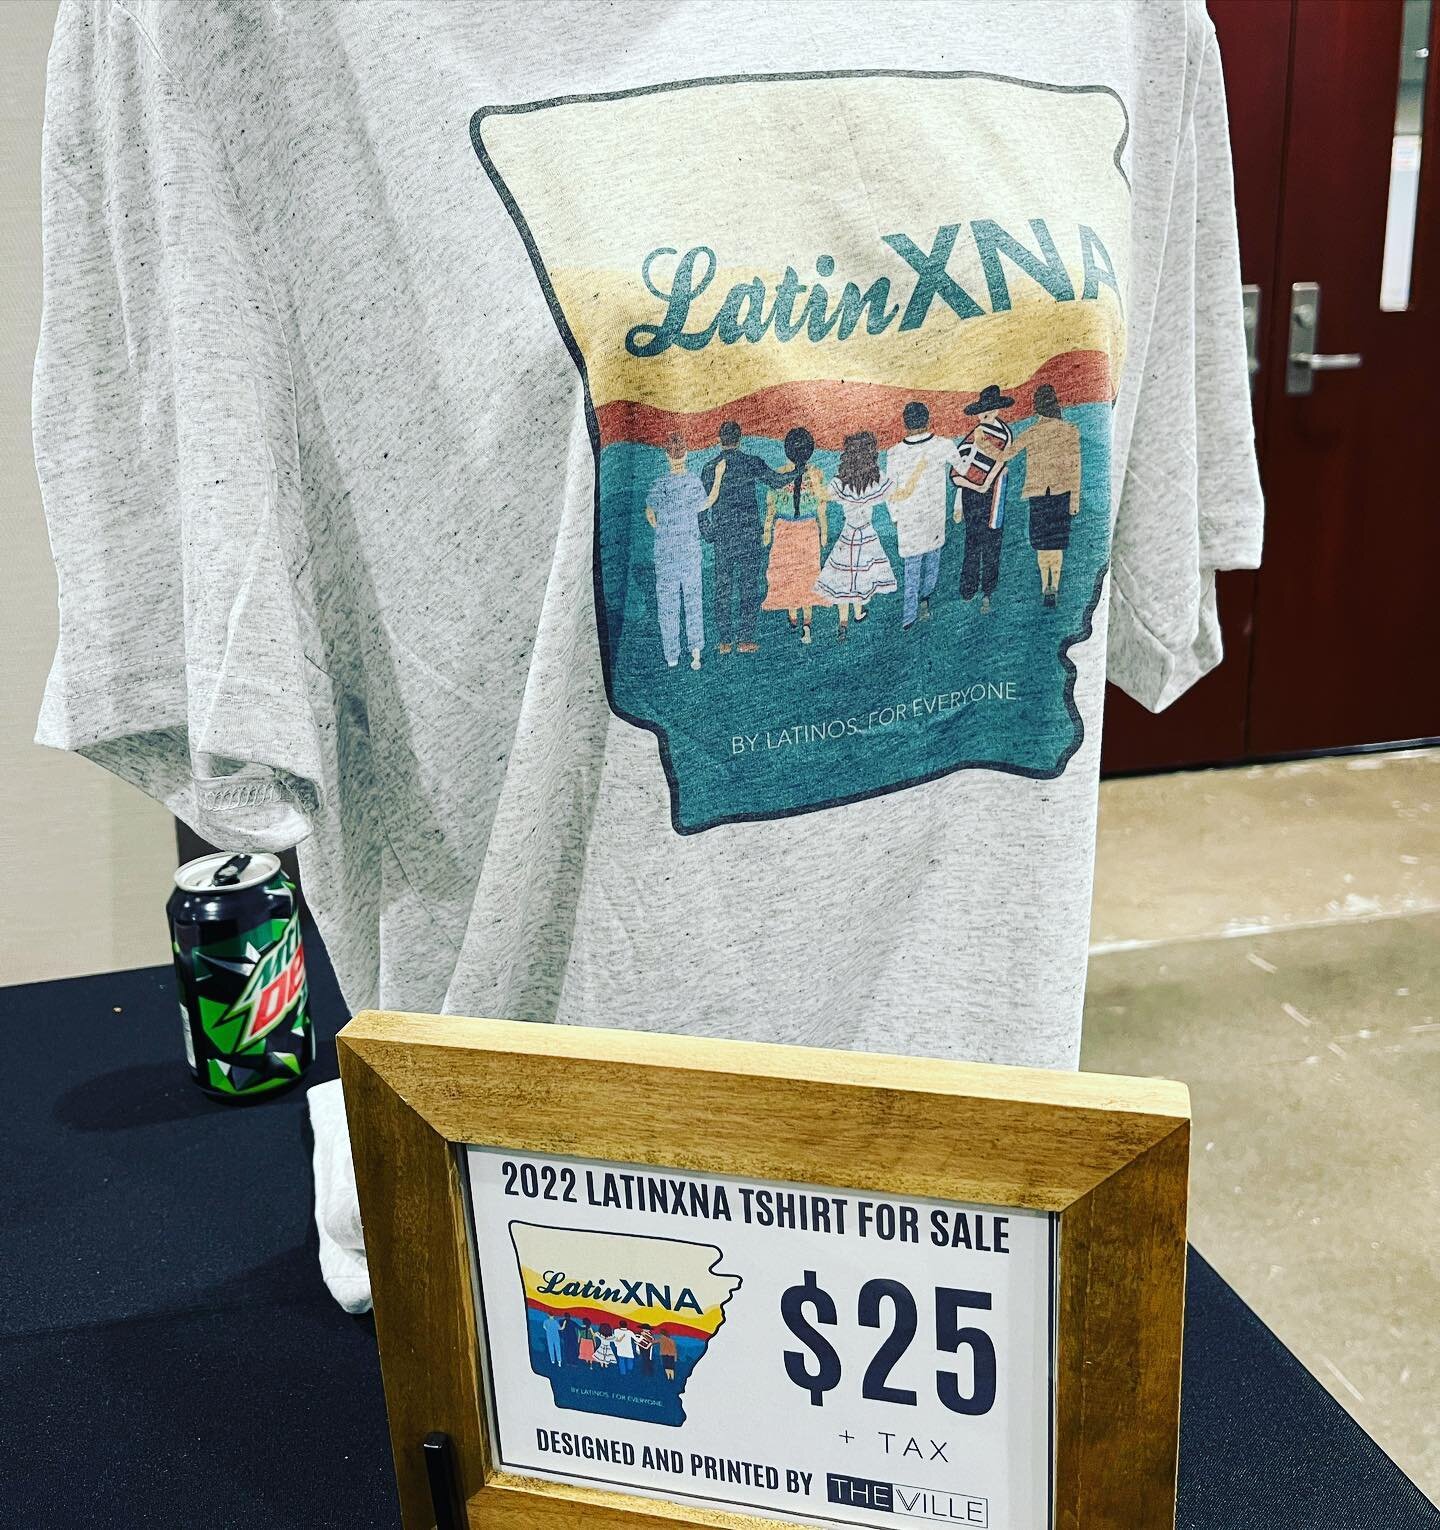 LatinXNA
BY LATINOS. FOR EVERYONE
2022 LATINXNA TSHIRT FOR SALE
LatinXNA
BY LATINOS. FOR EVERYONE
$25
+ TAX
DESIGNED AND PRINTED BY THE VILLE